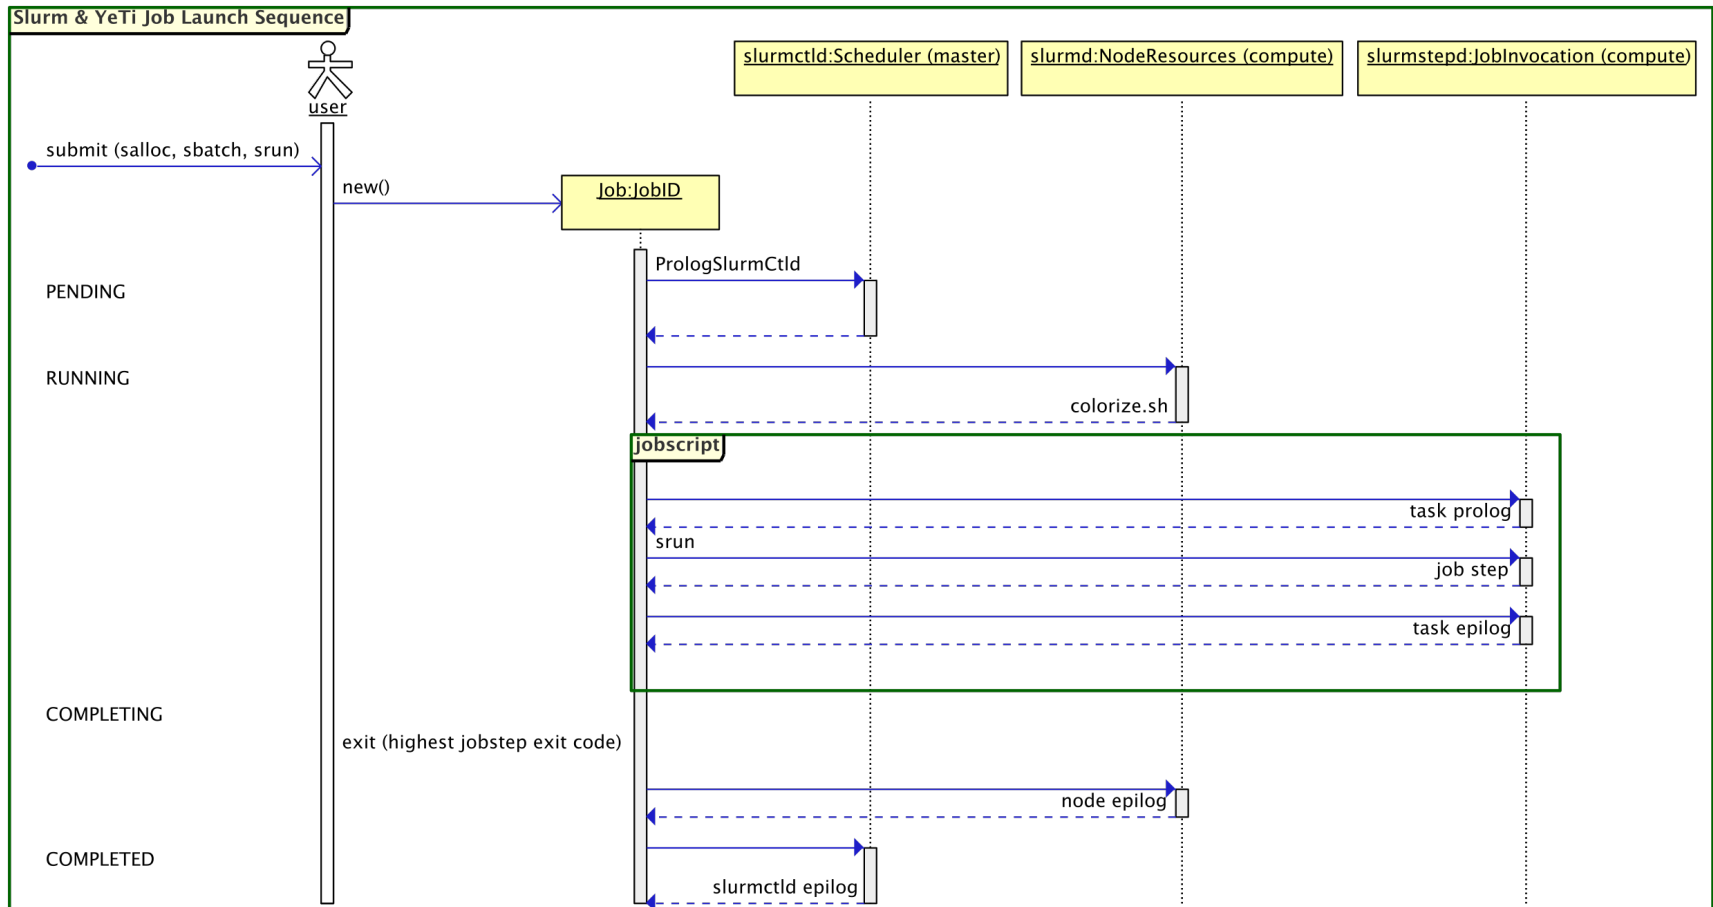 Slurm & YeTi Job Launch Sequence
user
slurmctld:Scheduler (master)
slurmd:NodeResources (compute)
slurmstepd:JobInvocation (compute)
submit (salloc, sbatch, srun)
new()
Job:JobID
PrologSlurmCtld
PENDING
RUNNING
colorize.sh
jobscript
task prolog
srun
job step
task epilog
COMPLETING
exit (highest jobstep exit code)
node epilog
COMPLETED
slurmctld epilog